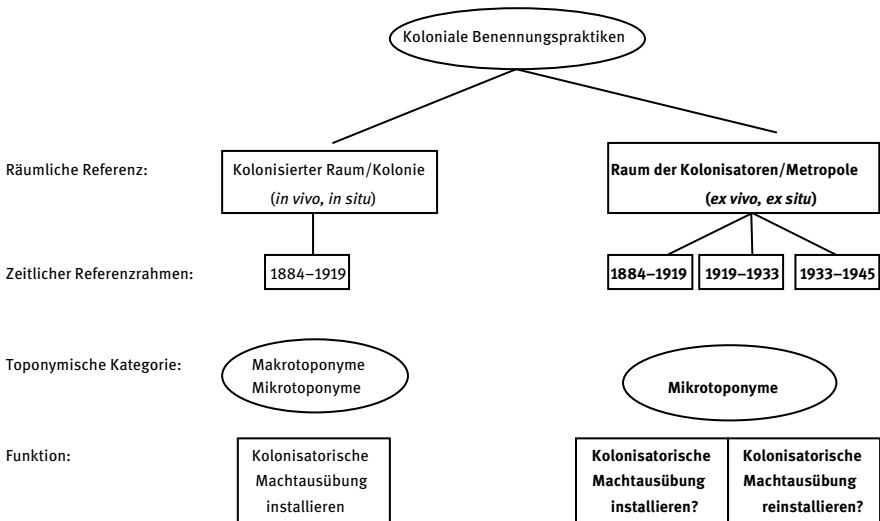 Koloniale Benennungspraktiken
Räumliche Referenz:
Kolonisierter Raum/Kolonie
(in vivo, in situ)
Raum der Kolonisatoren/Metropole
(ex vivo, ex situ)
Zeitlicher Referenzrahmen:
1884–1919
1884–1919
1919–1933
1933–1945
Toponymische Kategorie:
Makrotoponyme
Mikrotoponyme
Mikrotoponyme
Funktion:
Kolonisatorische
Machtausübung
installieren
Kolonisatorische
Machtausübung
installieren?
Kolonisatorische
Machtausübung
reinstallieren?